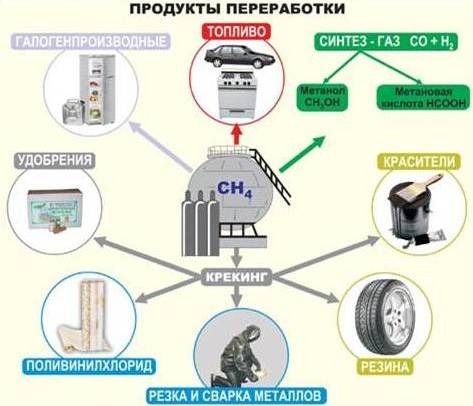 ПРОДУКТЫ ПЕРЕРАБОТКИ
ГАЛОГЕНПРОИЗВОДНЫЕ
ТОПЛИВО
СИНТЕЗ - ГАЗ CO + H₂
Метанол
CH₃OH
Метановая
кислота HCOOH
УДОБРЕНИЯ
CH₄
КРАСИТЕЛИ
КРЕКИНГ
ПОЛИВИНИЛХЛОРИД
РЕЗИНА
РЕЗКА И СВАРКА МЕТАЛЛОВ